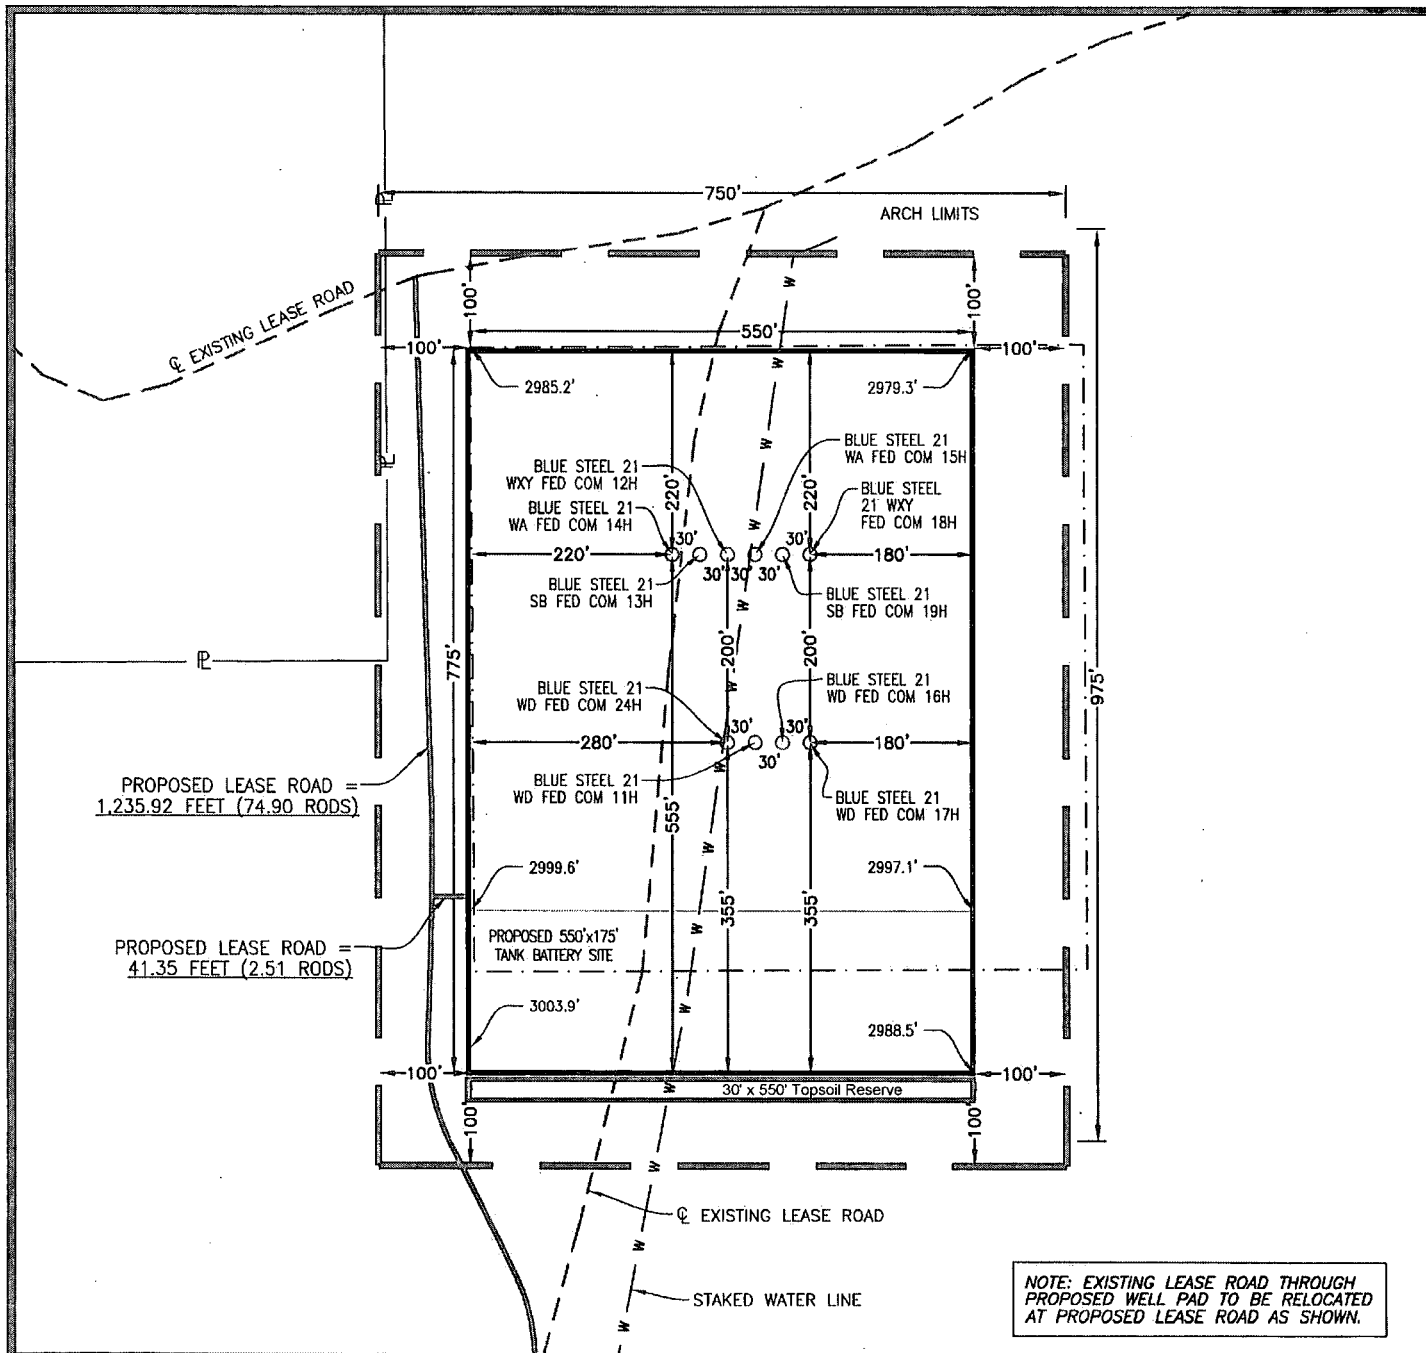 750'
ARCH LIMITS
℄ EXISTING LEASE ROAD
100'
100'
550'
100'
100'
2985.2'
2979.3'
BLUE STEEL 21
WXY FED COM 12H
BLUE STEEL 21
WA FED COM 15H
BLUE STEEL 21
WA FED COM 14H
BLUE STEEL
21 WXY
FED COM 18H
220'
220'
30'
30'
220'
180'
30'
30'
30'
BLUE STEEL 21
SB FED COM 13H
BLUE STEEL 21
SB FED COM 19H
PL
PL
PL
775'
200'
200'
975'
BLUE STEEL 21
WD FED COM 24H
BLUE STEEL 21
WD FED COM 16H
30'
30'
280'
180'
30'
BLUE STEEL 21
WD FED COM 11H
BLUE STEEL 21
WD FED COM 17H
PROPOSED LEASE ROAD =
1,235.92 FEET (74.90 RODS)
555'
2999.6'
2997.1'
355'
355'
PROPOSED LEASE ROAD =
41.35 FEET (2.51 RODS)
PROPOSED 550'x175'
TANK BATTERY SITE
3003.9'
2988.5'
100'
100'
30' x 550' Topsoil Reserve
100'
100'
W
W
W
W
W
W
W
W
W
W
W
W
W
℄ EXISTING LEASE ROAD
STAKED WATER LINE
NOTE: EXISTING LEASE ROAD THROUGH
PROPOSED WELL PAD TO BE RELOCATED
AT PROPOSED LEASE ROAD AS SHOWN.